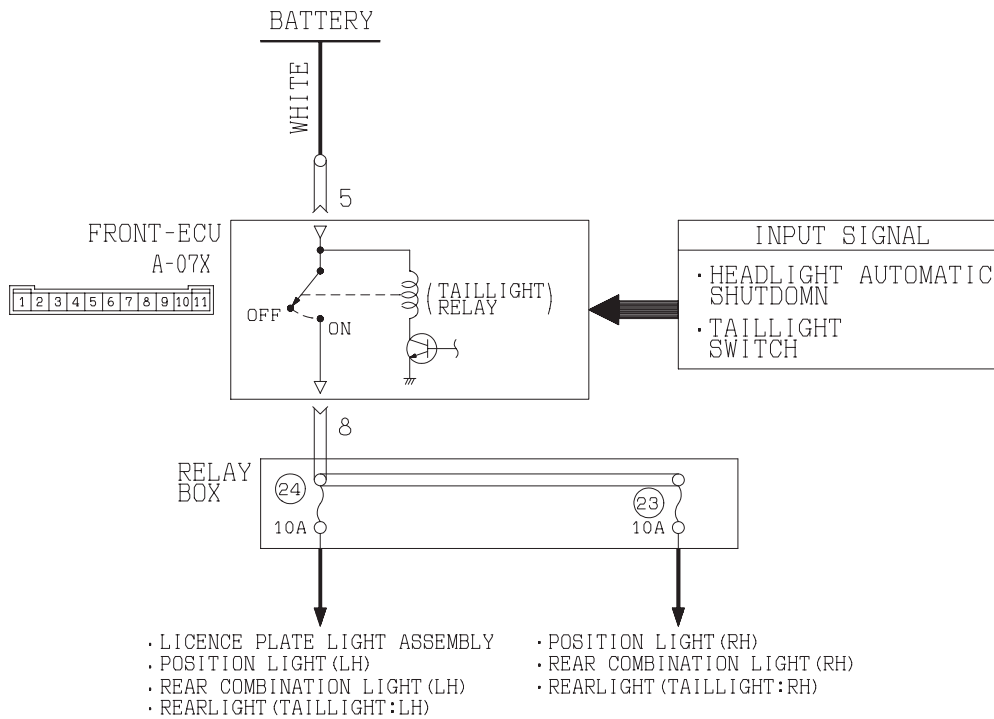 BATTERY
WHITE
5
FRONT-ECU
A-07X
1 2 3 4 5 6 7 8 9 10 11
OFF
ON
(TAILLIGHT)
RELAY
INPUT SIGNAL
· HEADLIGHT AUTOMATIC
SHUTDOMN
· TAILLIGHT
SWITCH
8
RELAY
BOX
24
10A
23
10A
· LICENCE PLATE LIGHT ASSEMBLY
· POSITION LIGHT(LH)
· REAR COMBINATION LIGHT(LH)
· REARLIGHT(TAILLIGHT:LH)
· POSITION LIGHT(RH)
· REAR COMBINATION LIGHT(RH)
· REARLIGHT(TAILLIGHT:RH)